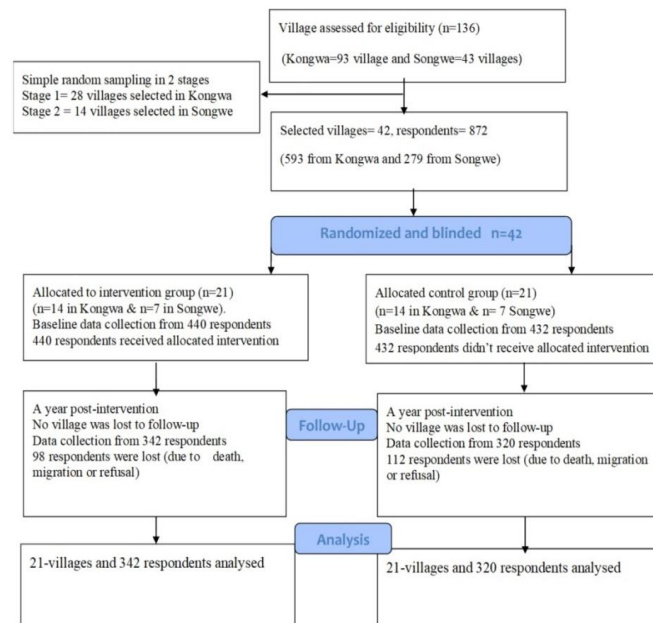 Village assessed for eligibility (n=136)
(Kongwa=93 village and Songwe=43 villages)
Simple random sampling in 2 stages
Stage 1= 28 villages selected in Kongwa
Stage 2 = 14 villages selected in Songwe
Selected villages= 42, respondents= 872
(593 from Kongwa and 279 from Songwe)
Randomized and blinded n=42
Allocated to intervention group (n=21)
(n=14 in Kongwa & n=7 in Songwe).
Baseline data collection from 440 respondents
440 respondents received allocated intervention
Allocated control group (n=21)
(n=14 in Kongwa & n= 7 Songwe)
Baseline data collection from 432 respondents
432 respondents didn't receive allocated intervention
A year post-intervention
No village was lost to follow-up
Data collection from 342 respondents
98 respondents were lost (due to death,
migration or refusal)
Follow-Up
A year post-intervention
No village was lost to follow-up
Data collection from 320 respondents
112 respondents were lost (due to death, migration
or refusal)
Analysis
21-villages and 342 respondents analysed
21-villages and 320 respondents analysed